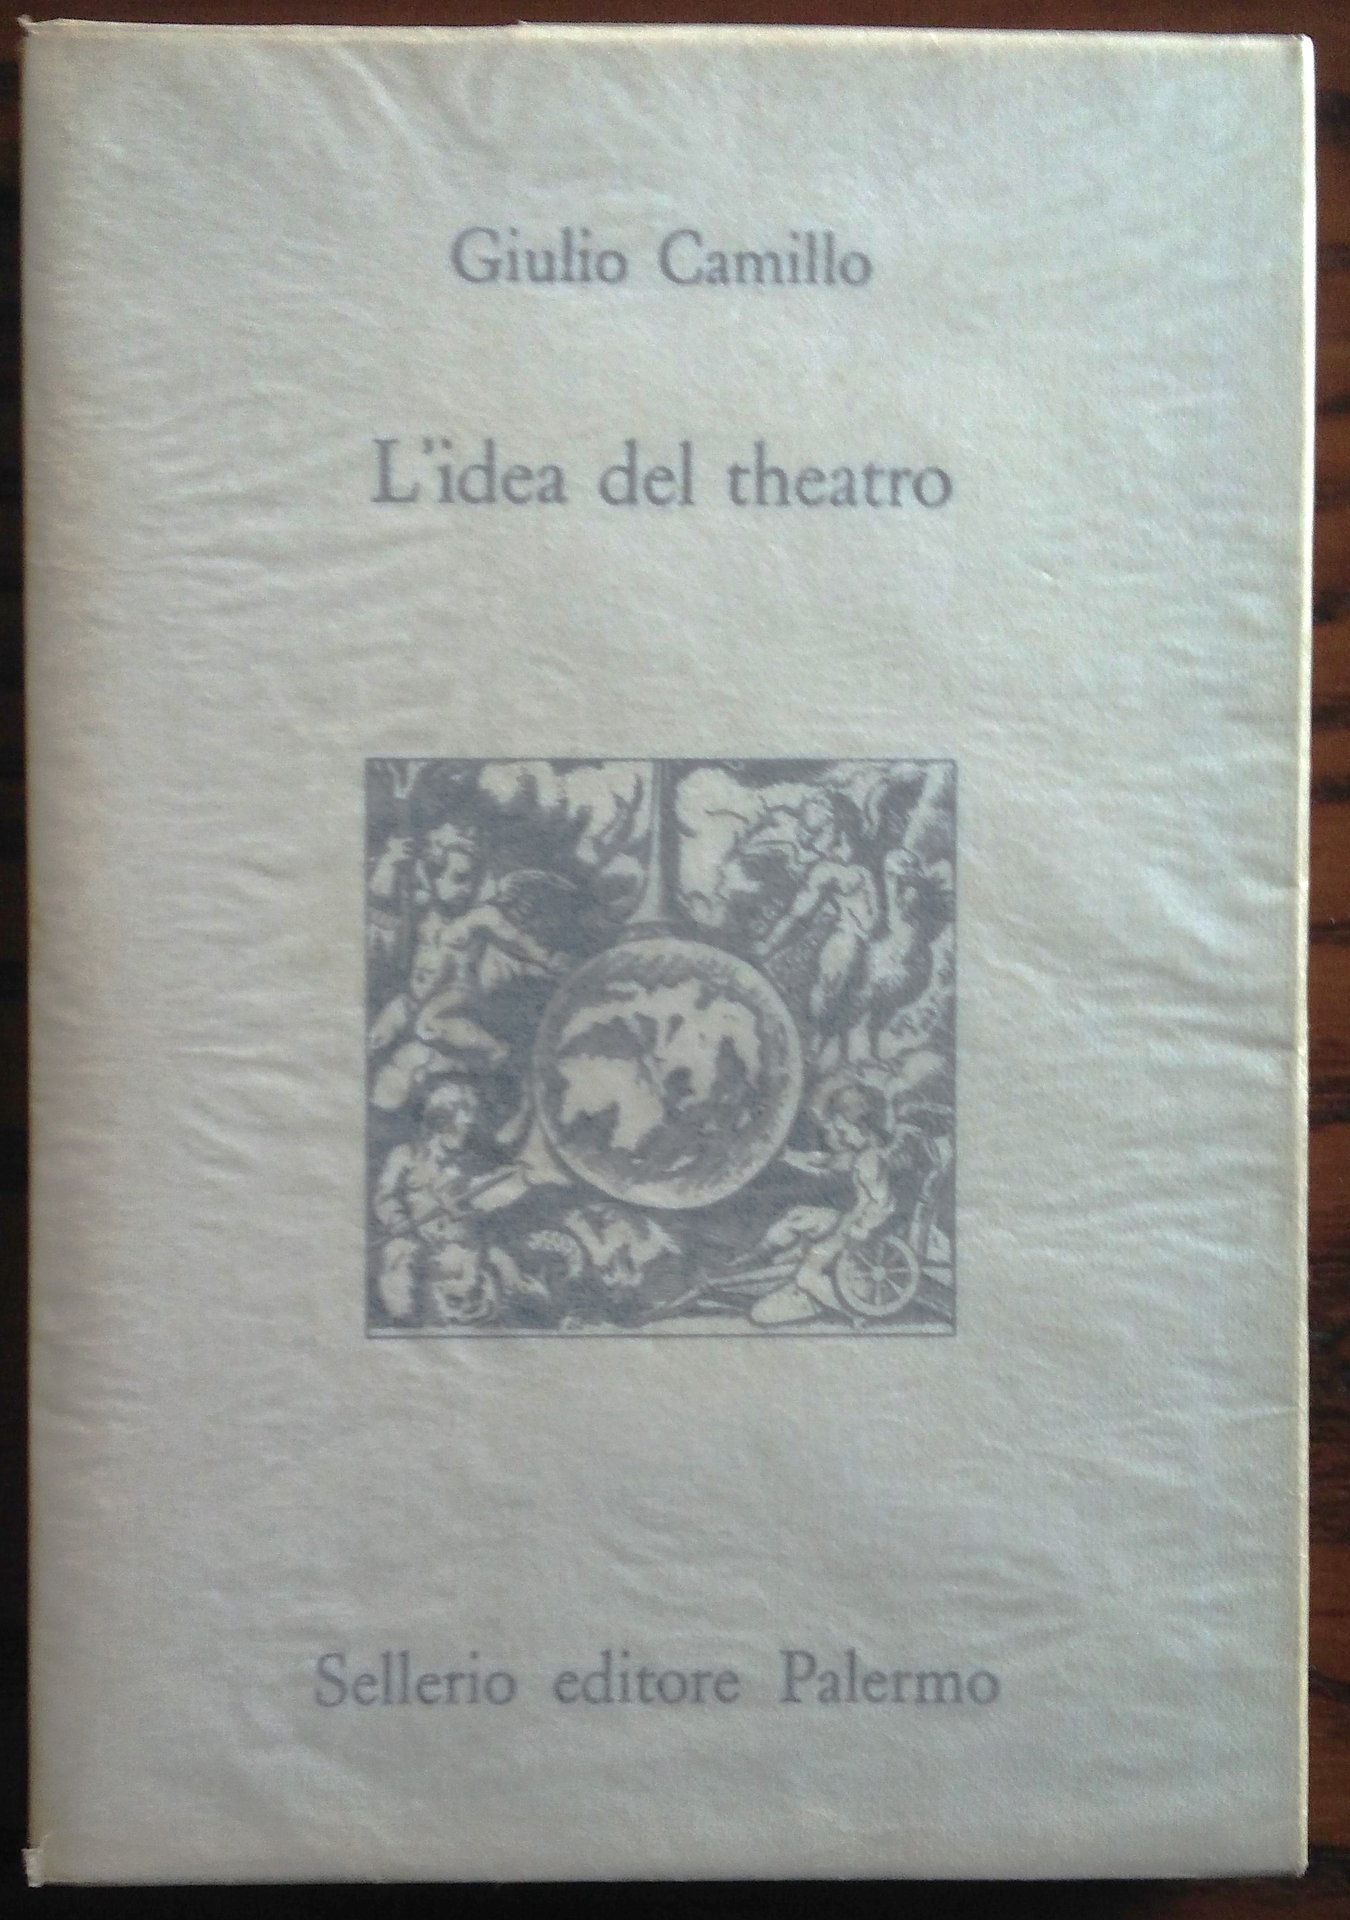 Giulio Camillo
L'idea del theatro
Sellerio editore Palermo